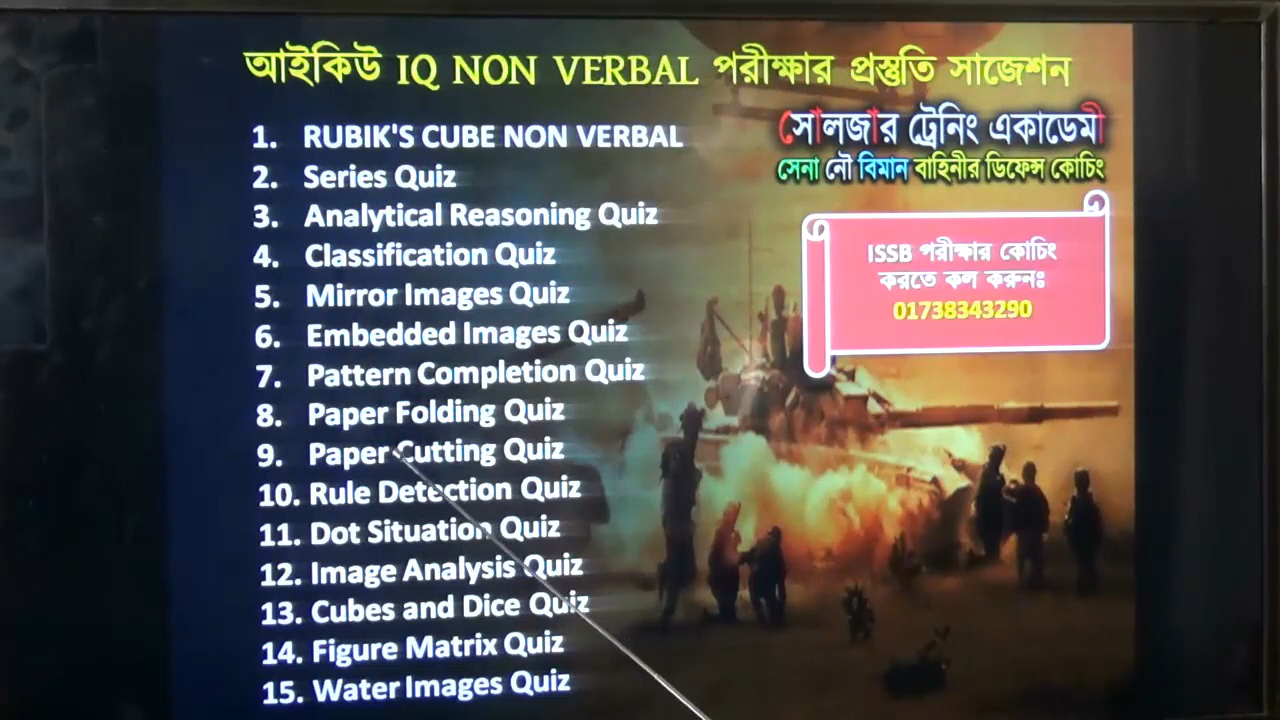 আইকিউ IQ NON VERBAL পরীক্ষার প্রস্তুতি সাজেশন
1. RUBIK'S CUBE NON VERBAL
2. Series Quiz
3. Analytical Reasoning Quiz
4. Classification Quiz
5. Mirror Images Quiz
6. Embedded Images Quiz
7. Pattern Completion Quiz
8. Paper Folding Quiz
9. Paper Cutting Quiz
10. Rule Detection Quiz
11. Dot Situation Quiz
12. Image Analysis Quiz
13. Cubes and Dice Quiz
14. Figure Matrix Quiz
15. Water Images Quiz
সোলজার ট্রেনিং একাডেমী
সেনা নৌ বিমান বাহিনীর ডিফেন্স কোচিং
ISSB পরীক্ষার কোচিং
করতে কল করুনঃ
01738343290